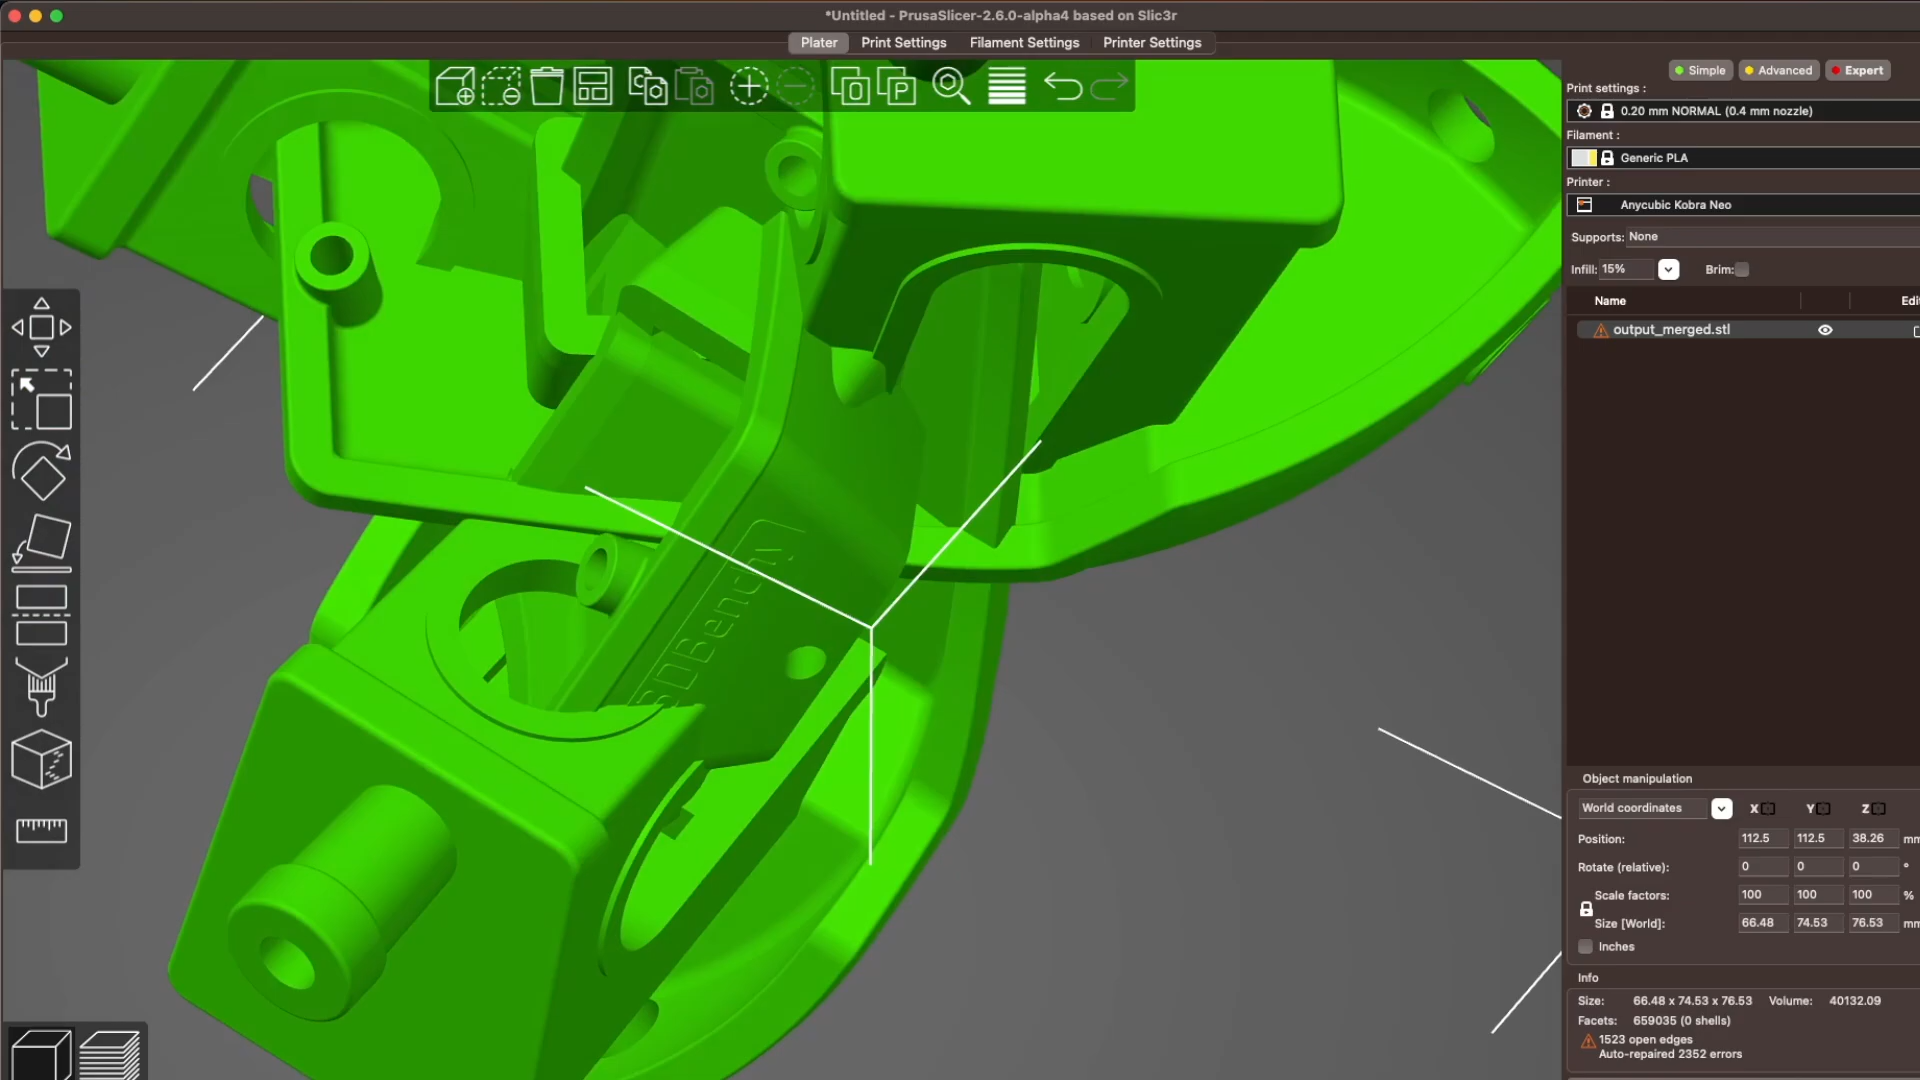 *Untitled - PrusaSlicer-2.6.0-alpha4 based on Slic3r
Plater Print Settings Filament Settings Printer Settings
Simple Advanced Expert
Print settings :
0.20 mm NORMAL (0.4 mm nozzle)
Filament :
Generic PLA
Printer :
Anycubic Kobra Neo
Supports: None
Infill: 15% Brim:
Name Edi
output_merged.stl
3DBenchy
Object manipulation
World coordinates X Y Z
Position: 112.5 112.5 38.26 mm
Rotate (relative): 0 0 0 °
Scale factors: 100 100 100 %
Size [World]: 66.48 74.53 76.53 mm
Inches
Info
Size: 66.48 x 74.53 x 76.53 Volume: 40132.09
Facets: 659035 (0 shells)
1523 open edges
Auto-repaired 2352 errors